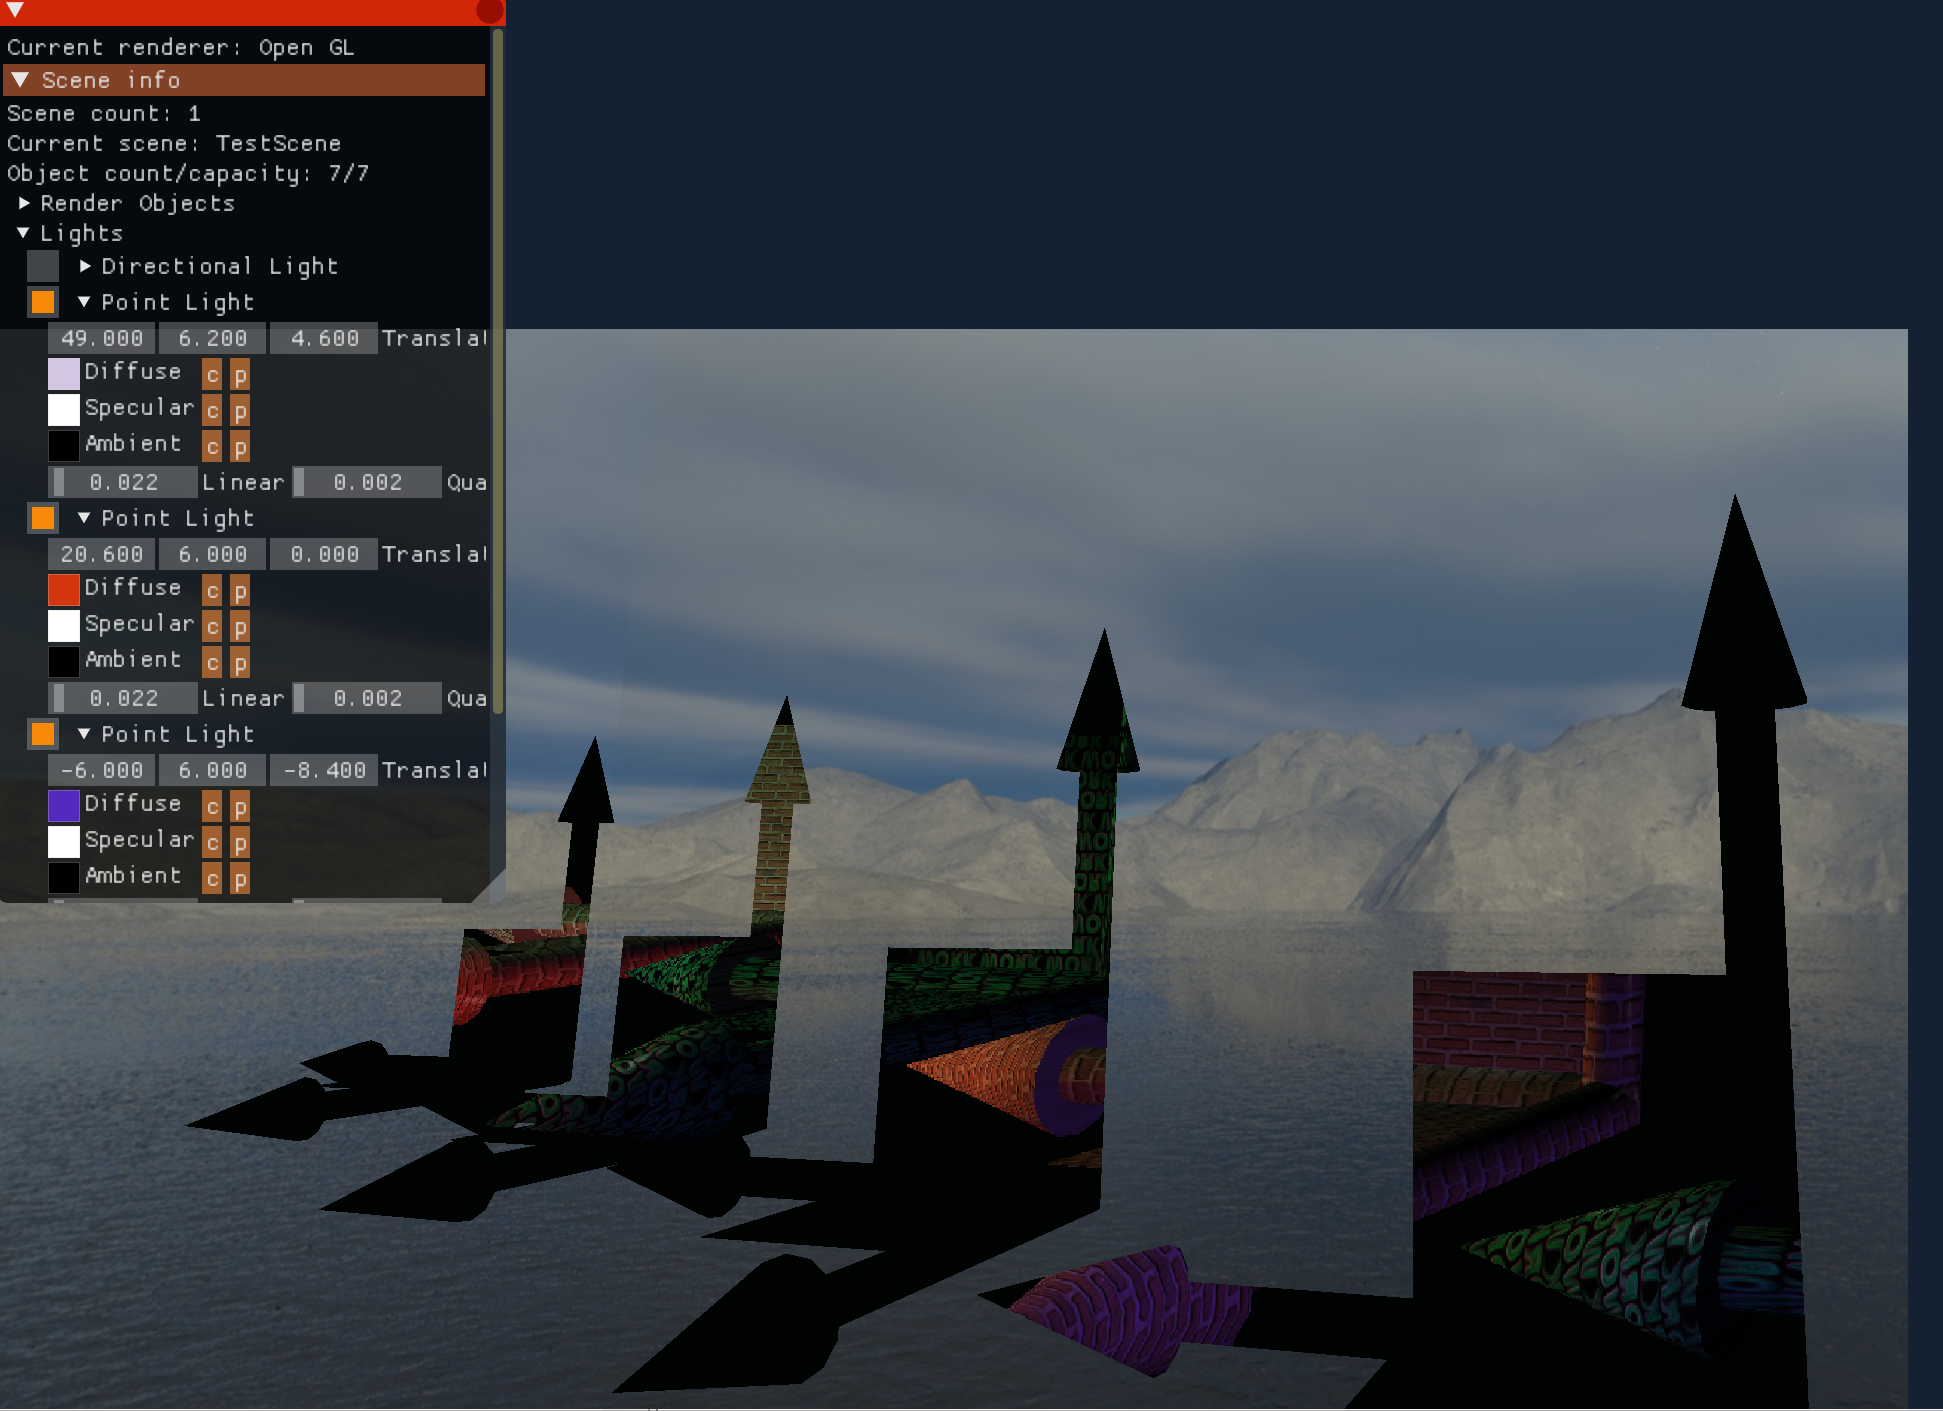 Current renderer: Open GL
Scene info
Scene count: 1
Current scene: TestScene
Object count/capacity: 7/7
Render Objects
Lights
Directional Light
Point Light
49.000 6.200 4.600 Translat
Diffuse c p
Specular c p
Ambient c p
0.022 Linear 0.002 Qua
Point Light
20.600 6.000 0.000 Translat
Diffuse c p
Specular c p
Ambient c p
0.022 Linear 0.002 Qua
Point Light
-6.000 6.000 -8.400 Translat
Diffuse c p
Specular c p
Ambient c p